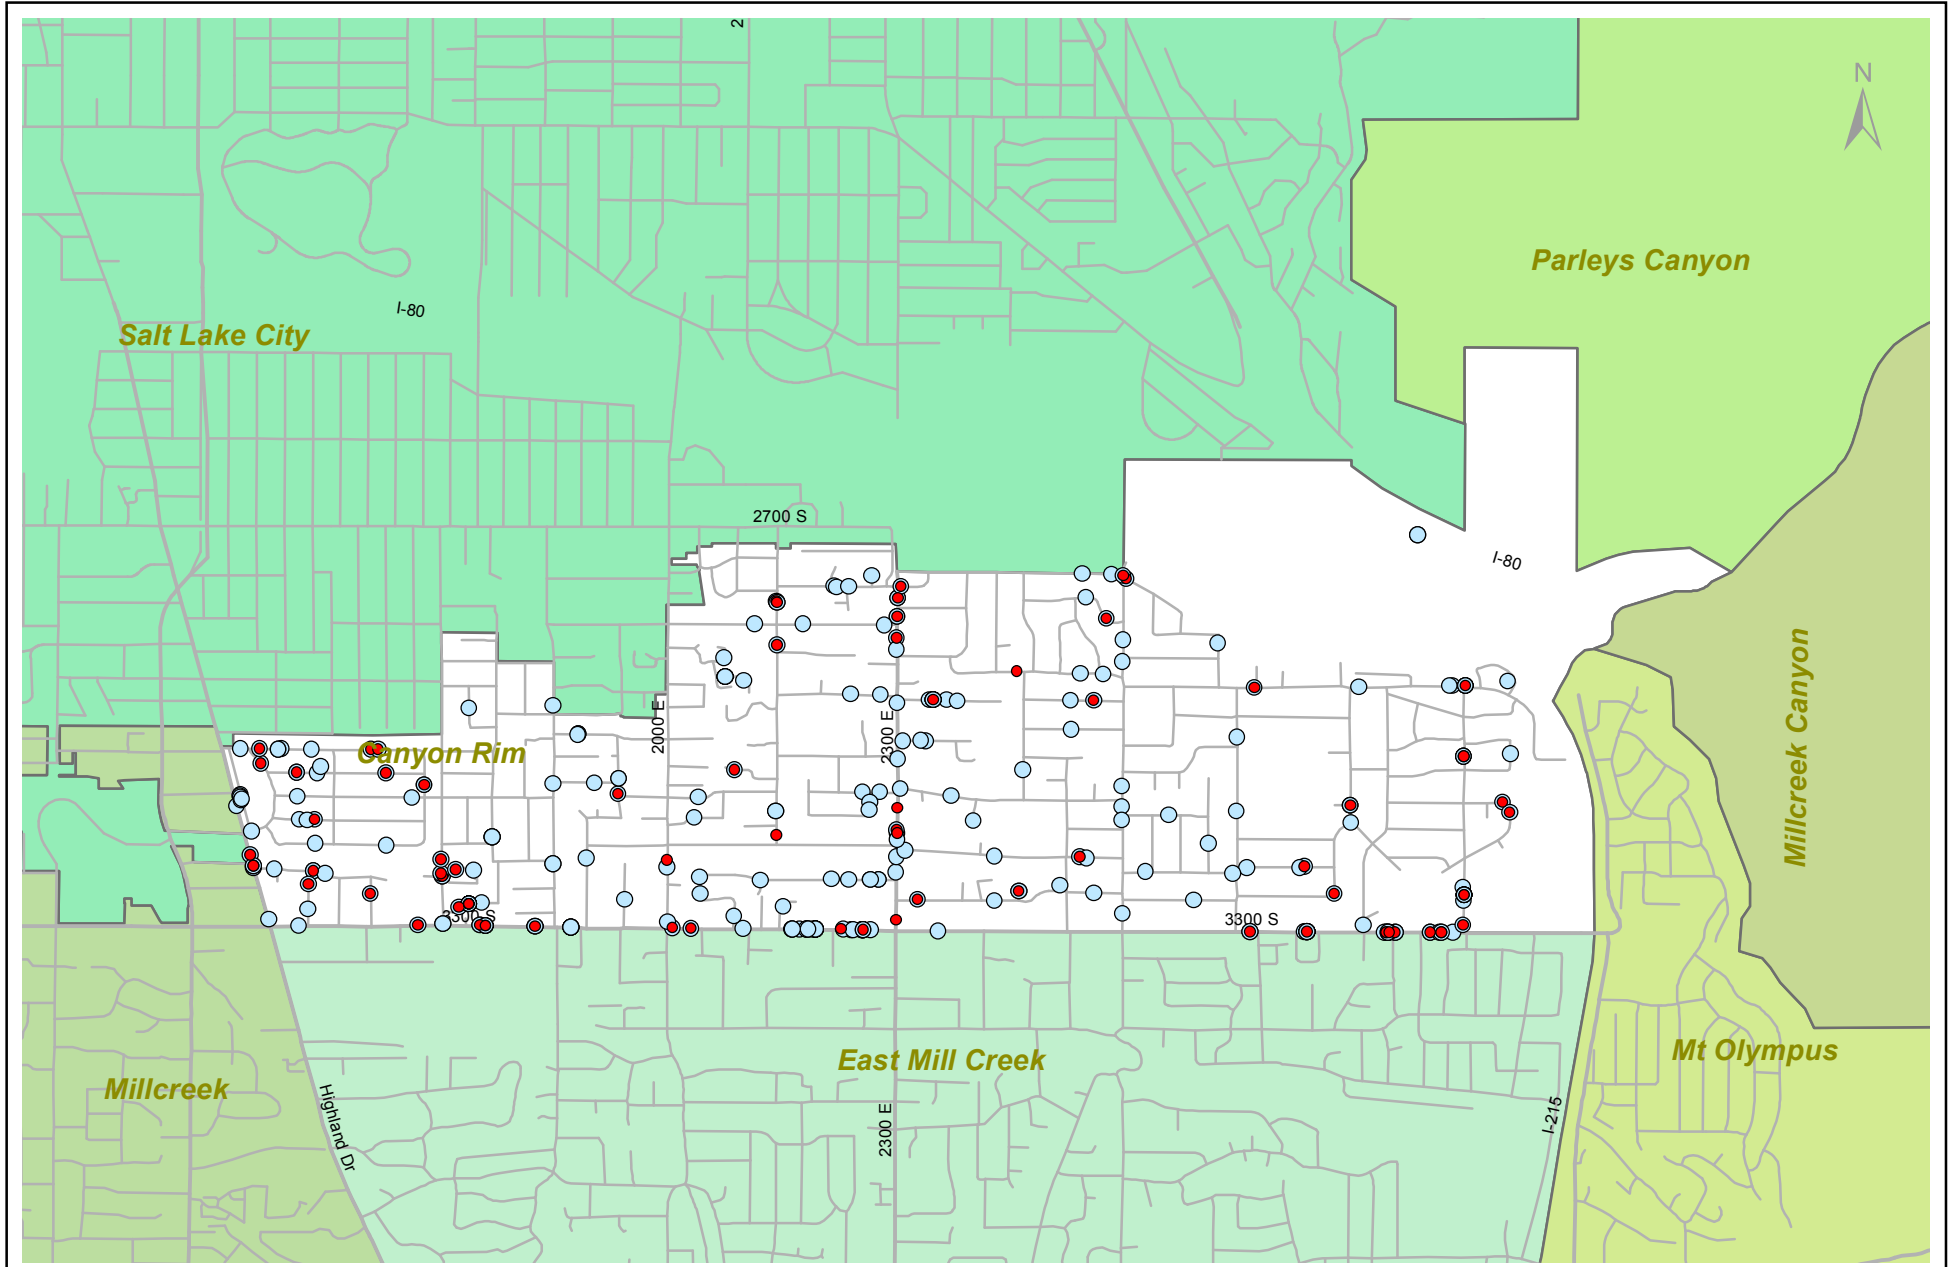 2
N
Parleys Canyon
I-80
Salt Lake City
2700 S
I-80
2000 E
2300 E
Canyon Rim
Millcreek Canyon
3300 S
3300 S
East Mill Creek
Mt Olympus
Millcreek
Highland Dr
2300 E
I-215